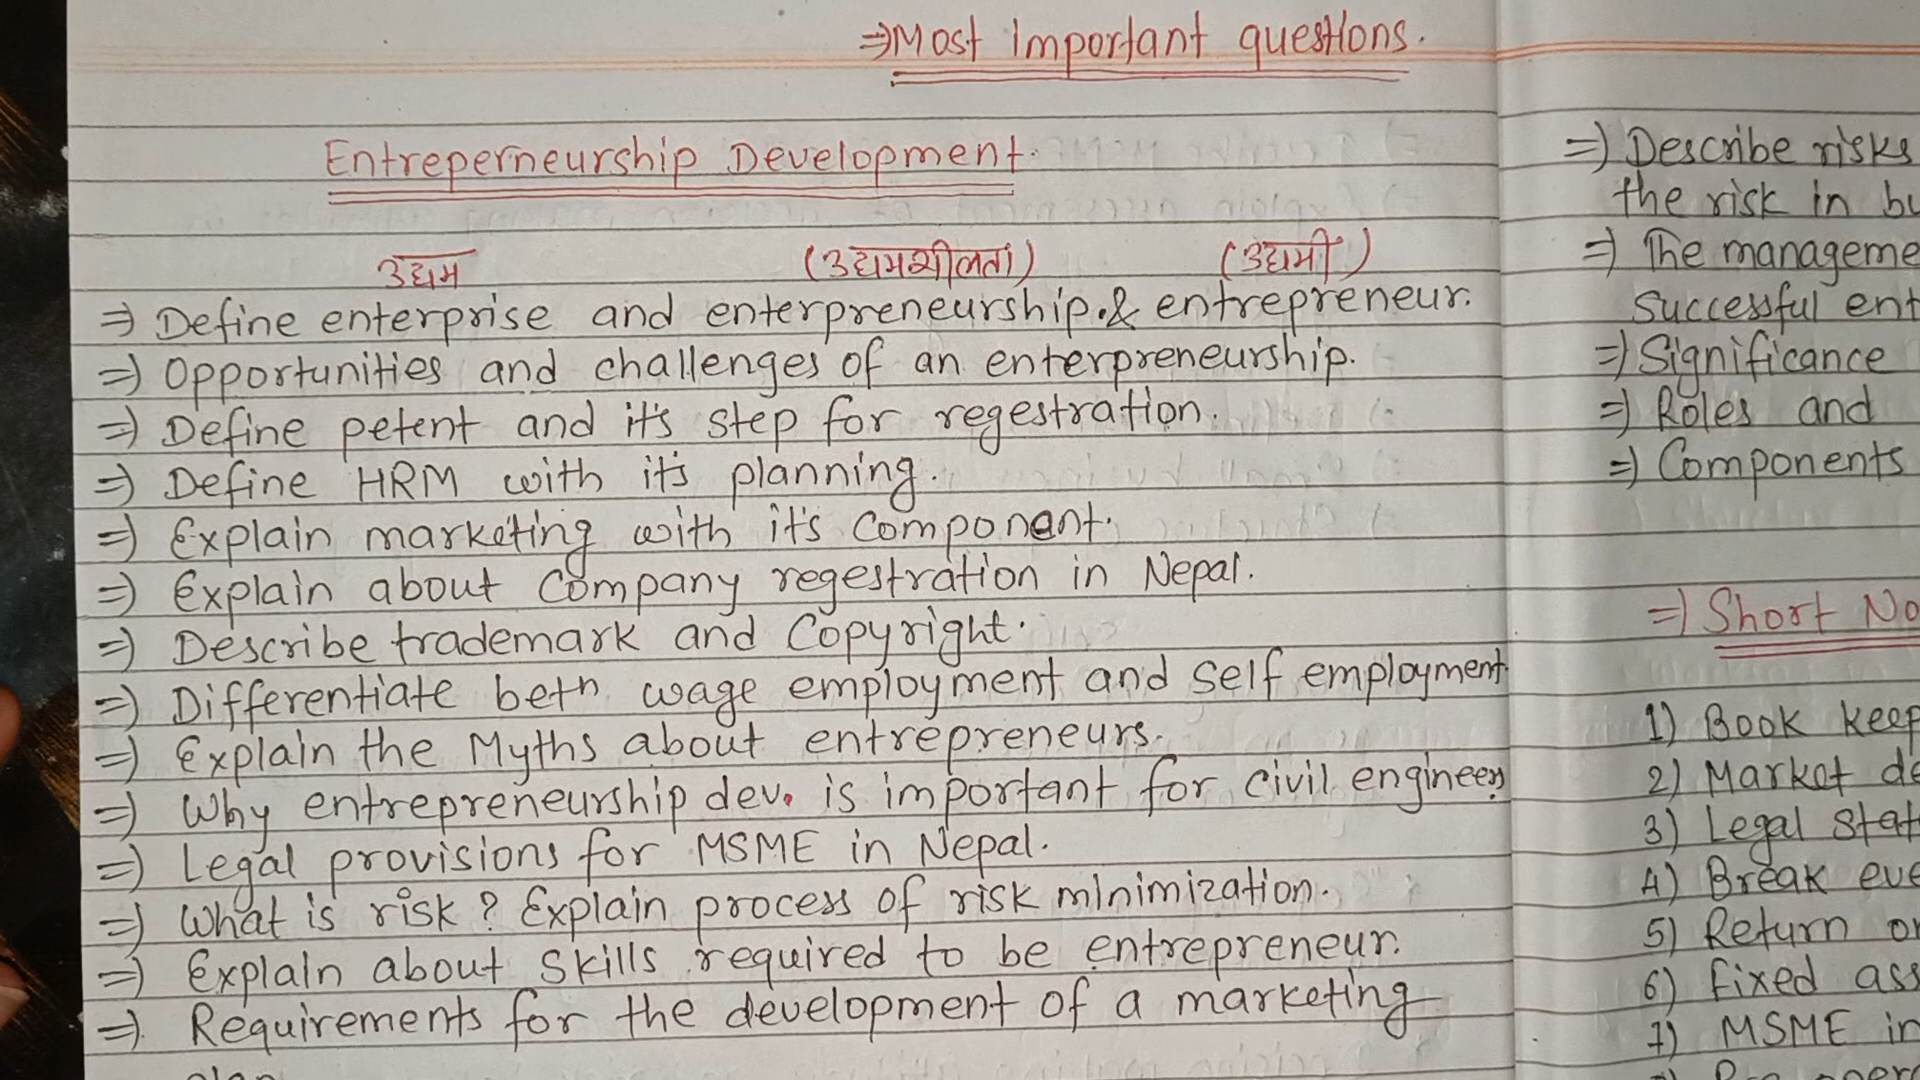 ⇒Most important questions.
Entreperneurship Development.
उद्यम (उद्यमशीलता) (उद्यमी)
⇒ Define enterprise and enterpreneurship.& entrepreneur.
⇒ Opportunities and challenges of an enterpreneurship.
⇒ Define petent and it's step for regestration.
⇒ Define HRM with it's planning.
⇒ Explain marketing with it's component.
⇒ Explain about company regestration in Nepal.
⇒ Describe trademark and Copyright.
⇒ Differentiate betn wage employment and self employment
⇒ Explain the Myths about entrepreneurs.
⇒ Why entrepreneurship dev. is important for civil engineers
⇒ Legal provisions for MSME in Nepal.
⇒ What is risk? Explain process of risk minimization.
⇒ Explain about skills required to be entrepreneur.
⇒ Requirements for the development of a marketing
plan
⇒ Describe risks
the risk in bu
⇒ The manageme
successful ent
⇒ Significance
⇒ Roles and
⇒ Components
⇒ Short No
1) Book keep
2) Market de
3) Legal stat
4) Break eve
5) Return on
6) Fixed ass
7) MSME in